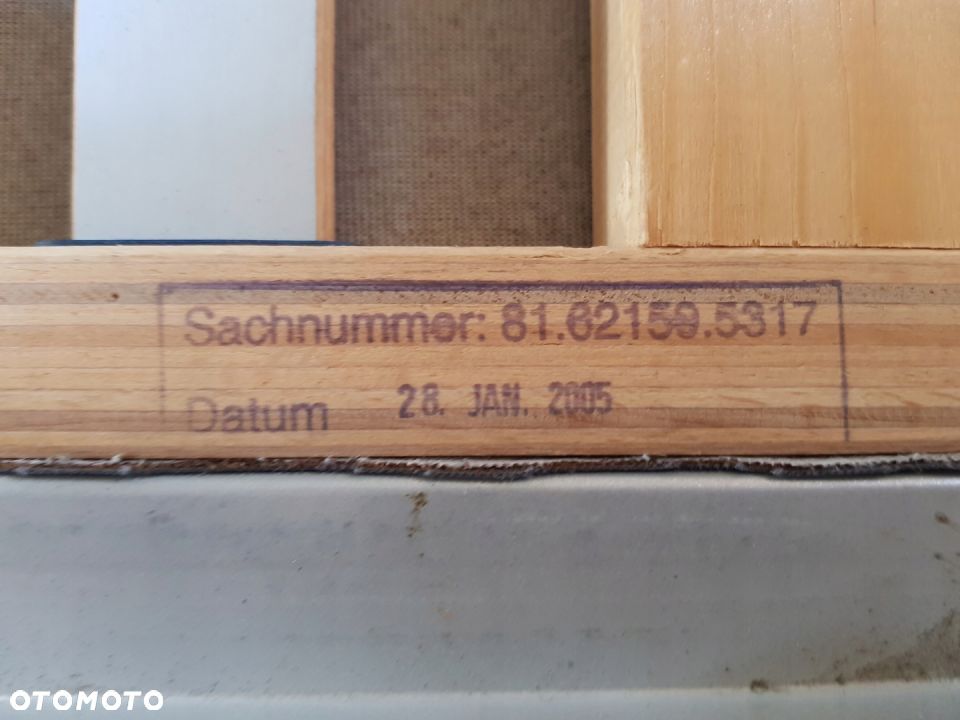 Sachnummer: 81.62159.5317
Datum 28. JAN. 2005
OTOMOTO